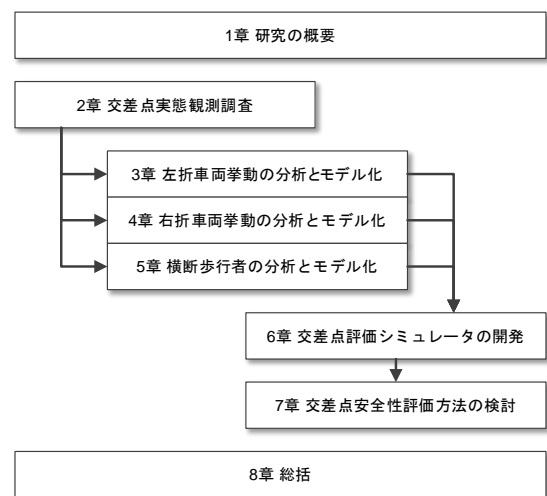 1章 研究の概要
2章 交差点実態観測調査
3章 左折車両挙動の分析とモデル化
4章 右折車両挙動の分析とモデル化
5章 横断歩行者の分析とモデル化
6章 交差点評価シミュレータの開発
7章 交差点安全性評価方法の検討
8章 総括